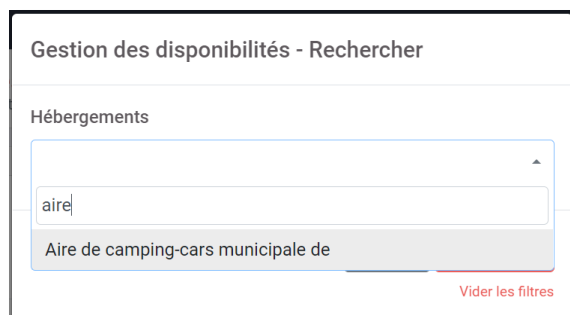 Gestion des disponibilités - Rechercher
Hébergements
aire
Aire de camping-cars municipale de
Vider les filtres